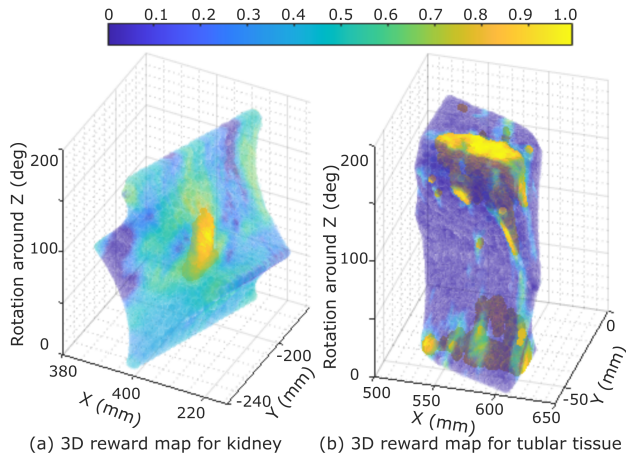 0 0.1 0.2 0.3 0.4 0.5 0.6 0.7 0.8 0.9 1.0
Rotation around Z (deg)
200
100
0
380
400
220
X (mm)
-240
-200
Y (mm)
Rotation around Z (deg)
200
100
0
500
550
600
650
X (mm)
-50
0
Y (mm)
(a) 3D reward map for kidney
(b) 3D reward map for tublar tissue